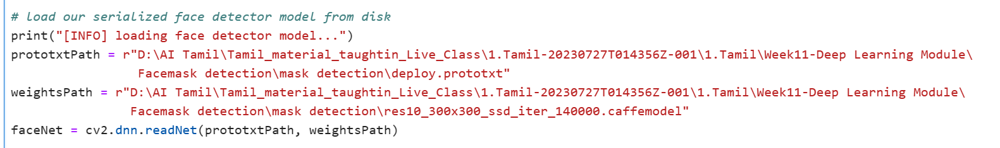 # load our serialized face detector model from disk
print("[INFO] loading face detector model...")
prototxtPath = r"D:\AI Tamil\Tamil_material_taughtin_Live_Class\1.Tamil-20230727T014356Z-001\1.Tamil\Week11-Deep Learning Module\
Facemask detection\mask detection\deploy.prototxt"
weightsPath = r"D:\AI Tamil\Tamil_material_taughtin_Live_Class\1.Tamil-20230727T014356Z-001\1.Tamil\Week11-Deep Learning Module\
Facemask detection\mask detection\res10_300x300_ssd_iter_140000.caffemodel"
faceNet = cv2.dnn.readNet(prototxtPath, weightsPath)